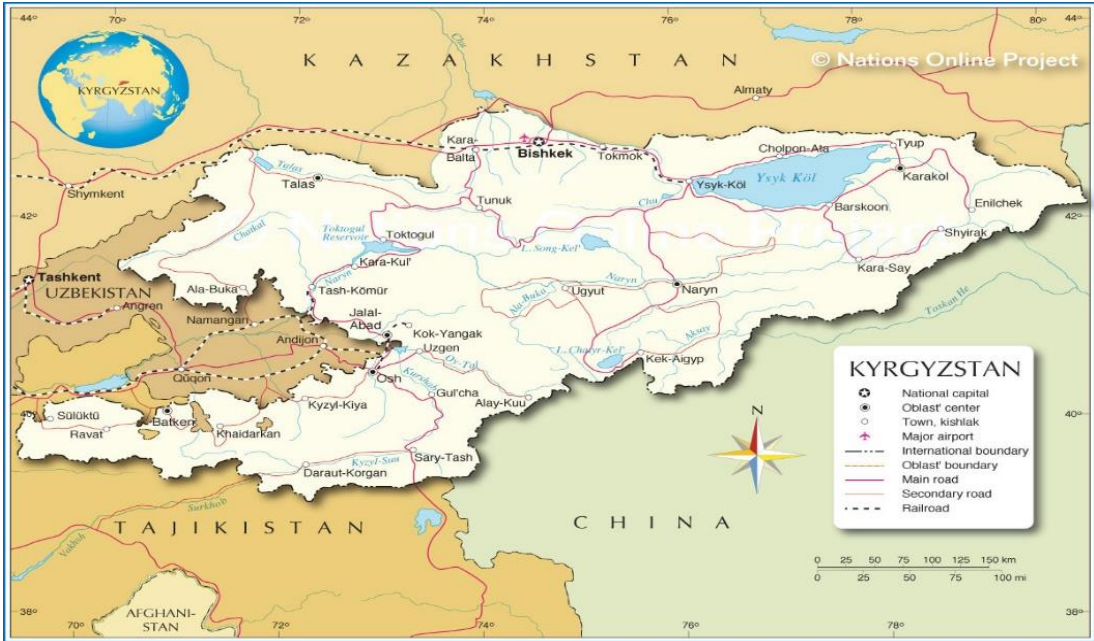 44°
70°
72°
74°
76°
78°
80°
44°
KAZAKHSTAN
© Nations Online Project
KYRGYZSTAN
Chu
Almaty
Kara-
Balta
Bishkek
Tokmok
Cholpon-Ata
Tyup
Talas
Talas
Ysyk-Köl
Ysyk Köl
Karakol
Shymkent
42°
Tunuk
Chu
Barskoon
Enilchek
42°
Chatkal
Toktogul
Reservoir
Toktogul
L. Song-Kel'
Shyirak
Kara-Kul'
Kara-Say
Tashkent
UZBEKISTAN
Naryn
Naryn
Ala-Buka
Tash-Kömür
Ala-Buka
Ugyut
Naryn
Angren
Taskan He
Namangan
Jalal-
Abad
Kok-Yangak
Aksay
Andijon
Uzgen
L. Chatyr-Kel'
Kek-Aigyp
Qŭqon
Osh
Kurshab
Gul'cha
Kyzyl-Kiya
Alay-Kuu
40°
Sülüktü
Batken
40°
Ravat
Khaidarkan
Sary-Tash
Kyzyl-Suu
Daraut-Korgan
Surkhob
TAJIKISTAN
CHINA
Vakhsh
N
KYRGYZSTAN
National capital
Oblast' center
Town, kishlak
Major airport
International boundary
Oblast' boundary
Main road
Secondary road
Railroad
0 25 50 75 100 125 150 km
0 25 50 75 100 mi
38°
AFGHANI-
STAN
38°
70°
72°
74°
76°
78°